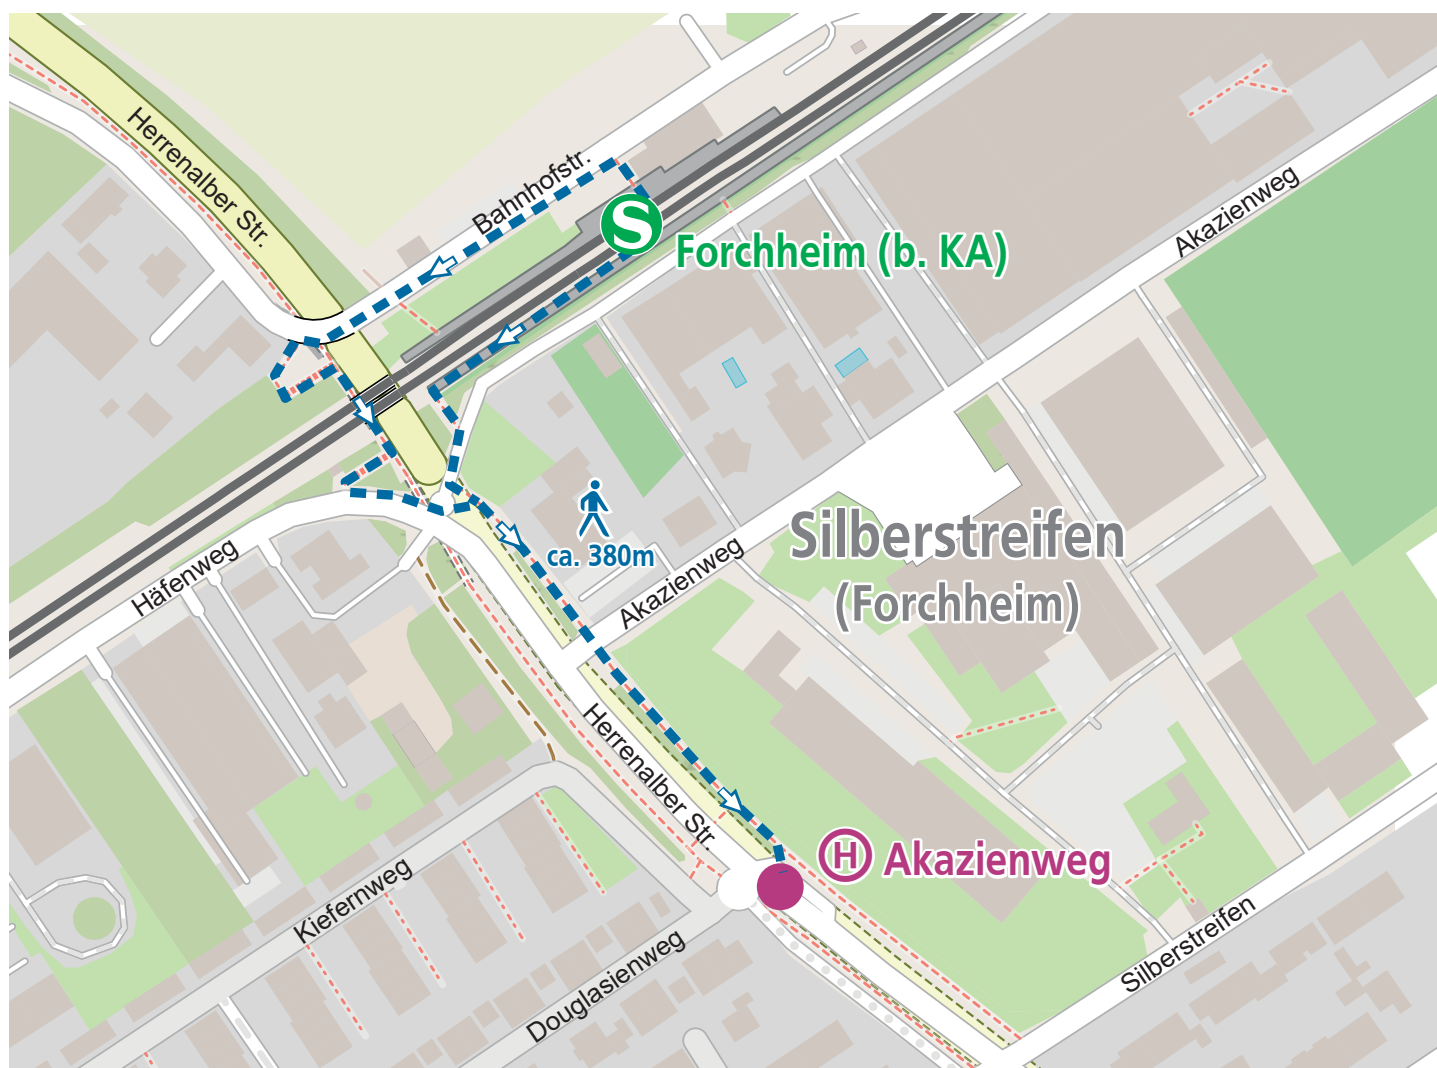 Herrenalber Str.
Bahnhofstr.
Akazienweg
S
Forchheim (b. KA)
Silberstreifen
(Forchheim)
ca. 380m
Häfenweg
Akazienweg
Herrenalber Str.
H Akazienweg
Kiefernweg
Douglasienweg
Silberstreifen